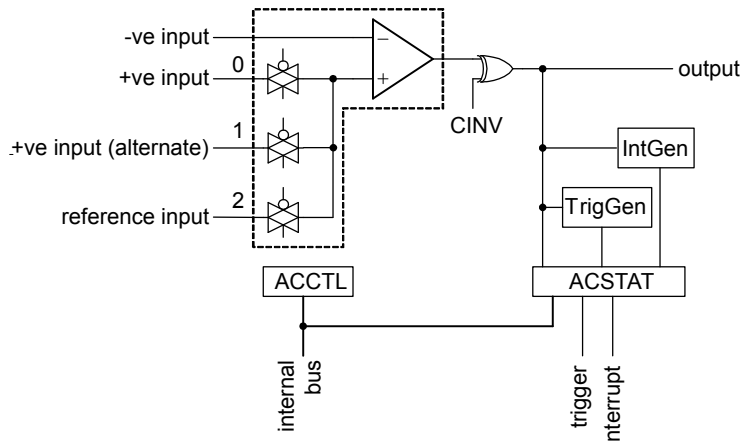 -ve input
−
+ve input
0
+
output
CINV
+ve input (alternate)
1
IntGen
reference input
2
TrigGen
ACCTL
ACSTAT
internal
bus
trigger
nterrupt